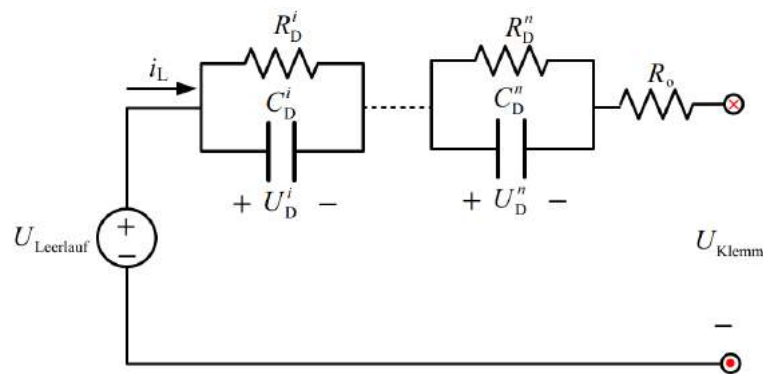 R_D^i R_D^n
i_L C_D^i C_D^n R_o
+ U_D^i − + U_D^n −
U_Leerlauf + − U_Klemm
−